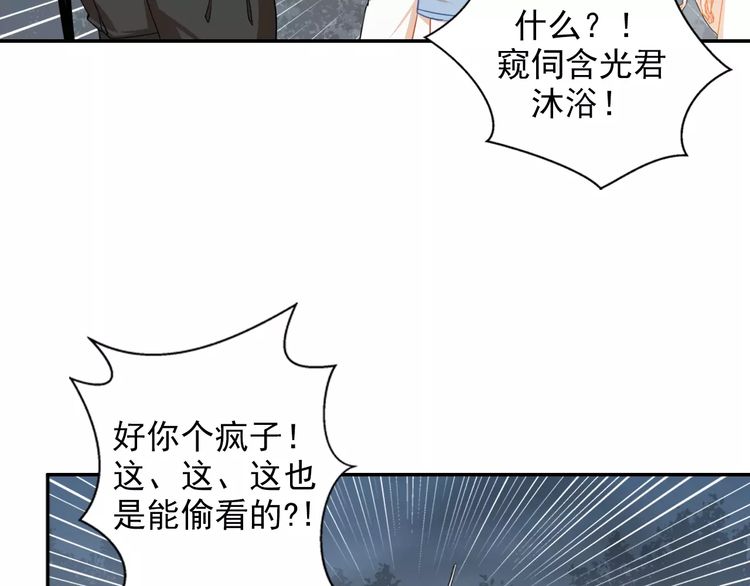 什么？！
窥伺含光君
沐浴！
好你个疯子！
这、这、这也
是能偷看的?!